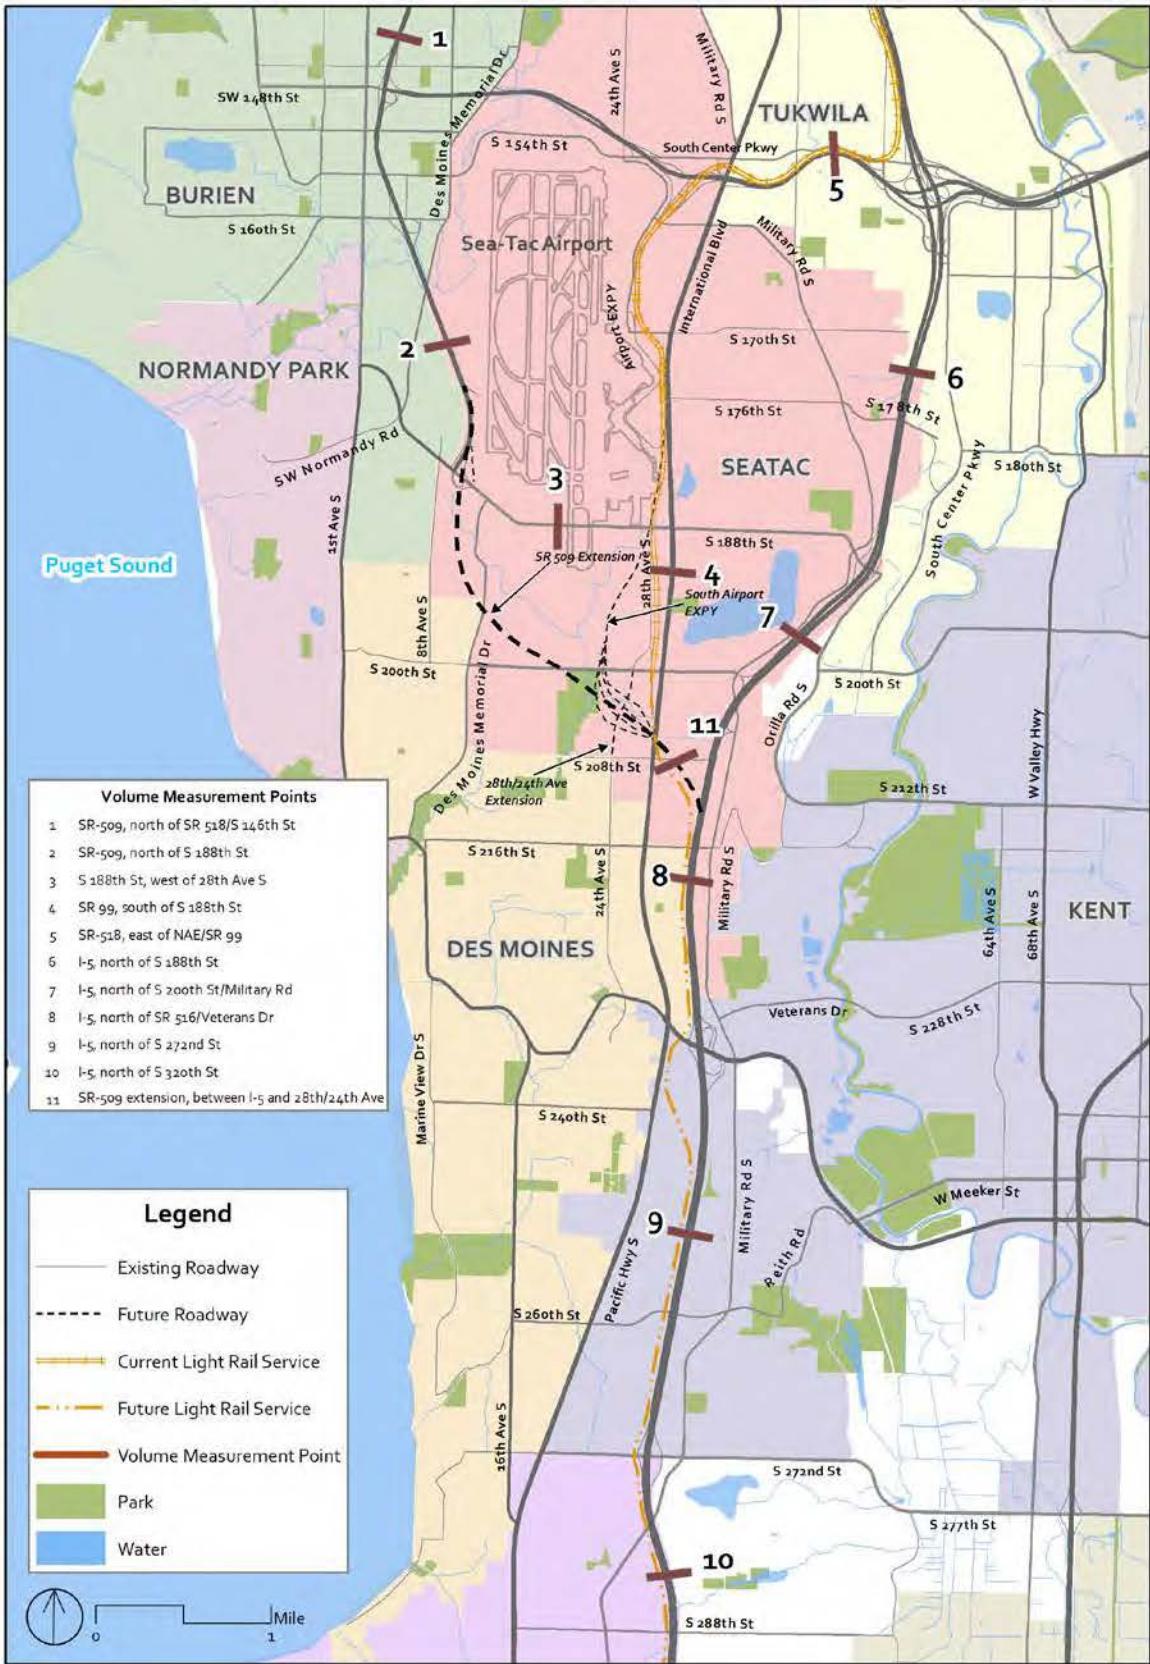 1
24th Ave S
Military Rd S
Des Moines Memorial Dr
SW 148th St
TUKWILA
S 154th St
South Center Pkwy
5
BURIEN
S 160th St
Sea-Tac Airport
Military Rd S
International Blvd
Airport EXPY
S 170th St
2
NORMANDY PARK
6
S 176th St
S 178th St
SW Normandy Rd
SEATAC
S 180th St
South Center Pkwy
3
1st Ave S
S 188th St
SR 509 Extension
Puget Sound
28th Ave S
4
South Airport
EXPY
7
8th Ave S
S 200th St
Des Moines Memorial Dr
S 200th St
Orilla Rd S
W Valley Hwy
11
S 208th St
28th/24th Ave
Extension
S 212th St
Volume Measurement Points
1 SR-509, north of SR 518/S 146th St
2 SR-509, north of S 188th St
3 S 188th St, west of 28th Ave S
4 SR 99, south of S 188th St
5 SR-518, east of NAE/SR 99
6 I-5, north of S 188th St
7 I-5, north of S 200th St/Military Rd
8 I-5, north of SR 516/Veterans Dr
9 I-5, north of S 272nd St
10 I-5, north of S 320th St
11 SR-509 extension, between I-5 and 28th/24th Ave
S 216th St
24th Ave S
8
Military Rd S
64th Ave S
68th Ave S
KENT
DES MOINES
Veterans Dr
S 228th St
Marine View Dr S
S 240th St
Military Rd S
W Meeker St
9
Reith Rd
Pacific Hwy S
S 260th St
16th Ave S
S 272nd St
S 277th St
10
S 288th St
Legend
Existing Roadway
Future Roadway
Current Light Rail Service
Future Light Rail Service
Volume Measurement Point
Park
Water
Mile
0 1